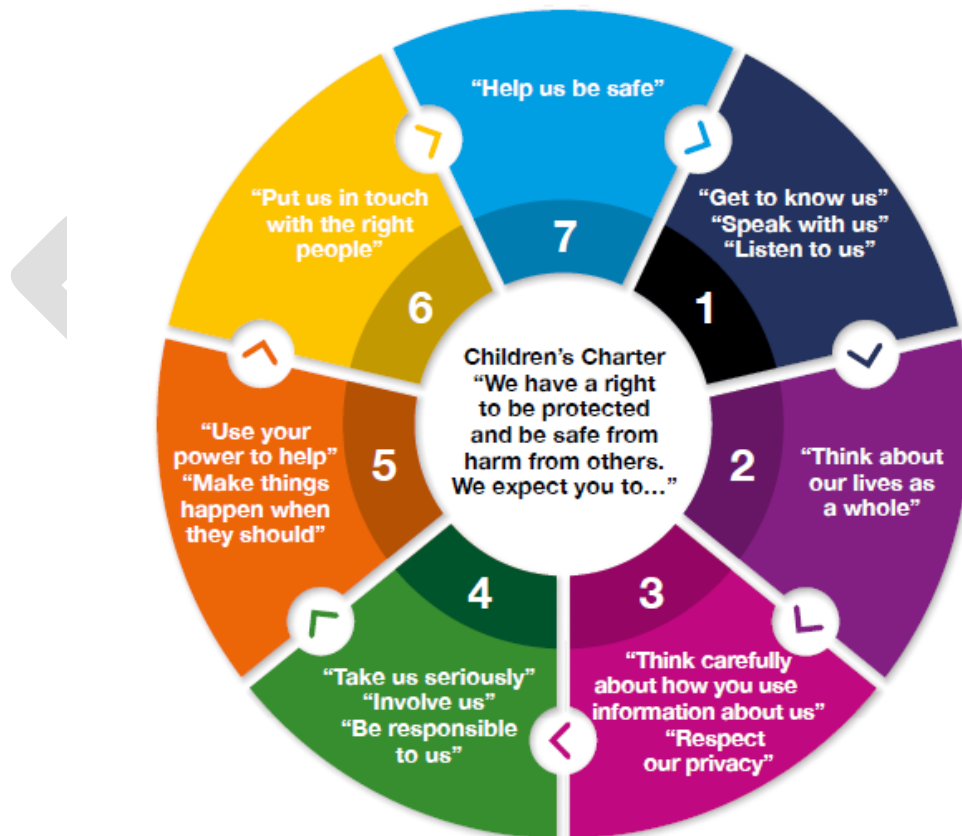 Children’s Charter
“We have a right
to be protected
and be safe from
harm from others.
We expect you to…”
1
“Get to know us”
“Speak with us”
“Listen to us”
2
“Think about
our lives as
a whole”
3
“Think carefully
about how you use
information about us”
“Respect
our privacy”
4
“Take us seriously”
“Involve us”
“Be responsible
to us”
5
“Use your
power to help”
“Make things
happen when
they should”
6
“Put us in touch
with the right
people”
7
“Help us be safe”